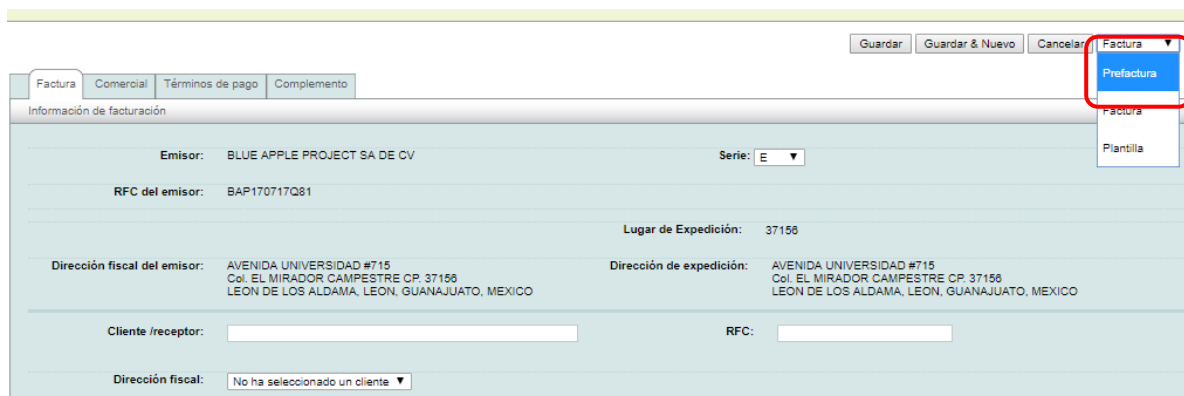 Guardar Guardar & Nuevo Cancelar Factura
Prefactura
Factura
Plantilla
Factura Comercial Términos de pago Complemento
Información de facturación
Emisor: BLUE APPLE PROJECT SA DE CV Serie: E
RFC del emisor: BAP170717Q81
Lugar de Expedición: 37156
Dirección fiscal del emisor: AVENIDA UNIVERSIDAD #715
Col. EL MIRADOR CAMPESTRE CP. 37156
LEON DE LOS ALDAMA, LEON, GUANAJUATO, MEXICO
Dirección de expedición: AVENIDA UNIVERSIDAD #715
Col. EL MIRADOR CAMPESTRE CP. 37156
LEON DE LOS ALDAMA, LEON, GUANAJUATO, MEXICO
Cliente /receptor: RFC:
Dirección fiscal: No ha seleccionado un cliente